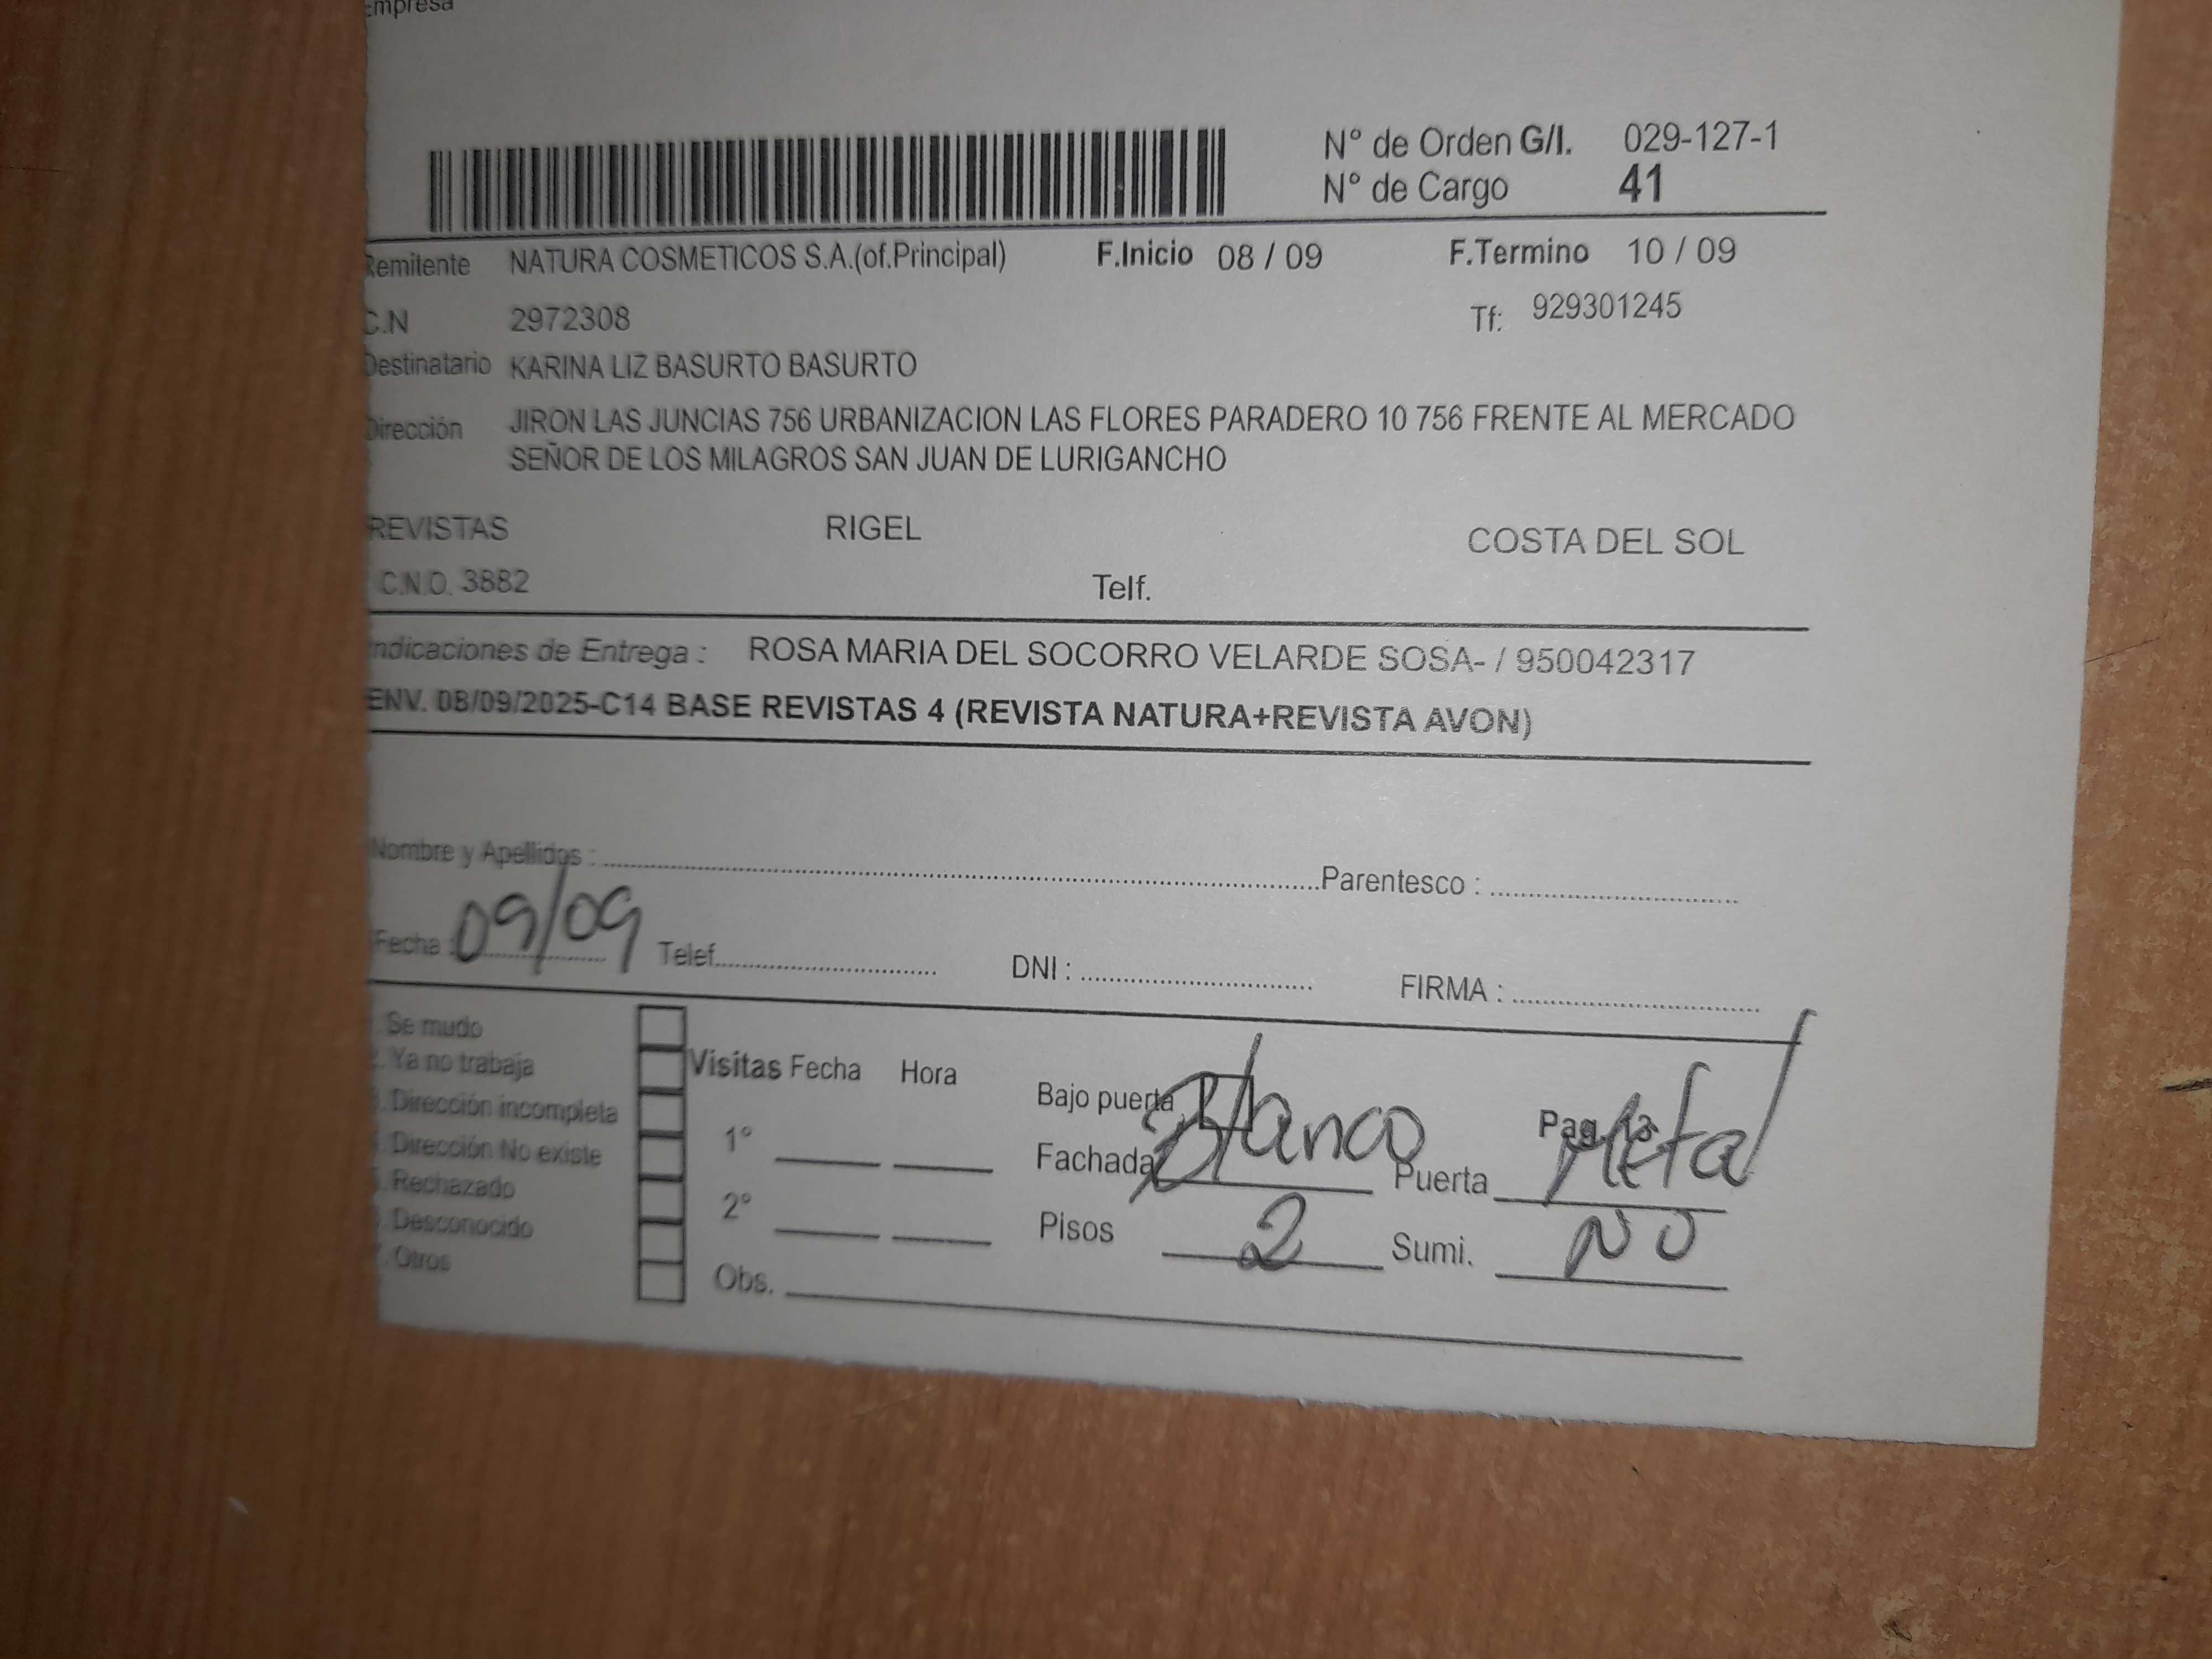 Empresa
N° de Orden G/I. 029-127-1
N° de Cargo 41
Remitente NATURA COSMETICOS S.A.(of.Principal) F.Inicio 08 / 09 F.Termino 10 / 09
C.N 2972308 Tf: 929301245
Destinatario KARINA LIZ BASURTO BASURTO
Dirección JIRON LAS JUNCIAS 756 URBANIZACION LAS FLORES PARADERO 10 756 FRENTE AL MERCADO
SEÑOR DE LOS MILAGROS SAN JUAN DE LURIGANCHO
REVISTAS RIGEL COSTA DEL SOL
C.N.O. 3882 Telf.
Indicaciones de Entrega : ROSA MARIA DEL SOCORRO VELARDE SOSA- / 950042317
ENV. 08/09/2025-C14 BASE REVISTAS 4 (REVISTA NATURA+REVISTA AVON)
Nombre y Apellidos : Parentesco :
Fecha : 09/09 Telef. DNI : FIRMA :
Se mudo
Ya no trabaja Visitas Fecha Hora Bajo puerta Pag.
Dirección incompleta
Dirección No existe 1° Fachada Blanco Puerta Metal
Rechazado
Desconocido 2° Pisos 2 Sumi. NO
Otros
Obs.